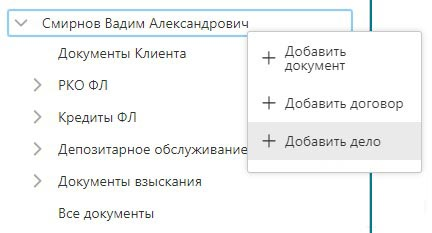 Смирнов Вадим Александрович
Документы Клиента
РКО ФЛ
Кредиты ФЛ
Депозитарное обслуживание
Документы взыскания
Все документы
Добавить
документ
Добавить договор
Добавить дело